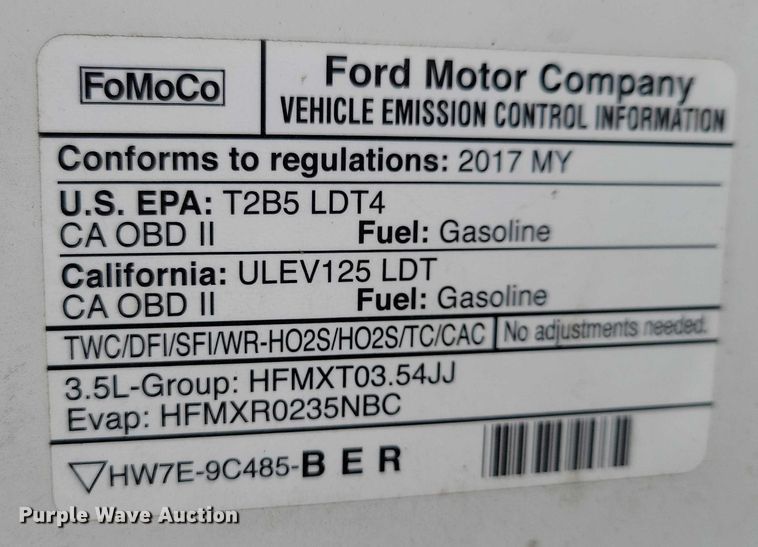 FoMoCo
Ford Motor Company
VEHICLE EMISSION CONTROL INFORMATION
Conforms to regulations: 2017 MY
U.S. EPA: T2B5 LDT4
CA OBD II Fuel: Gasoline
California: ULEV125 LDT
CA OBD II Fuel: Gasoline
TWC/DFI/SFI/WR-HO2S/HO2S/TC/CAC No adjustments needed.
3.5L-Group: HFMXT03.54JJ
Evap: HFMXR0235NBC
HW7E-9C485-BER
Purple Wave Auction